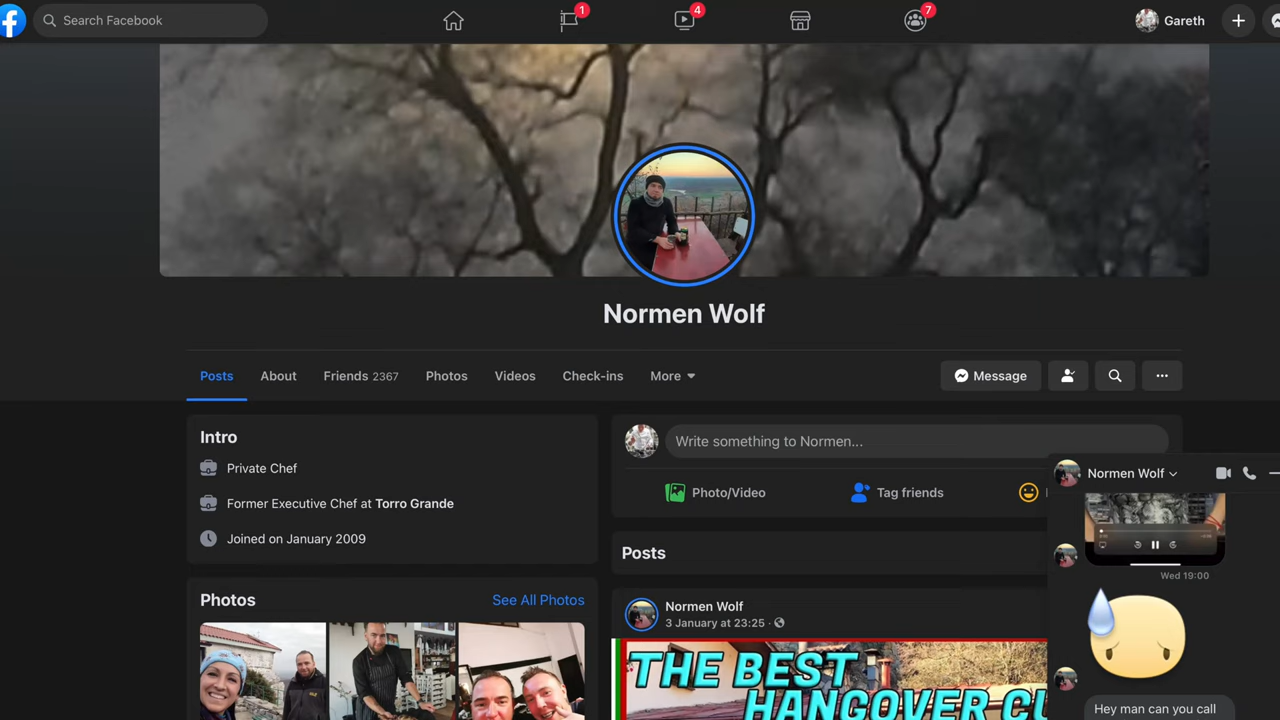 Search Facebook
1
4
7
Gareth
Normen Wolf
Posts
About
Friends 2367
Photos
Videos
Check-ins
More
Message
Intro
Private Chef
Former Executive Chef at Torro Grande
Joined on January 2009
Photos
See All Photos
Write something to Normen...
Photo/Video
Tag friends
Posts
Normen Wolf
3 January at 23:25
THE BEST
HANGOVER CU
Normen Wolf
Wed 19:00
Hey man can you call